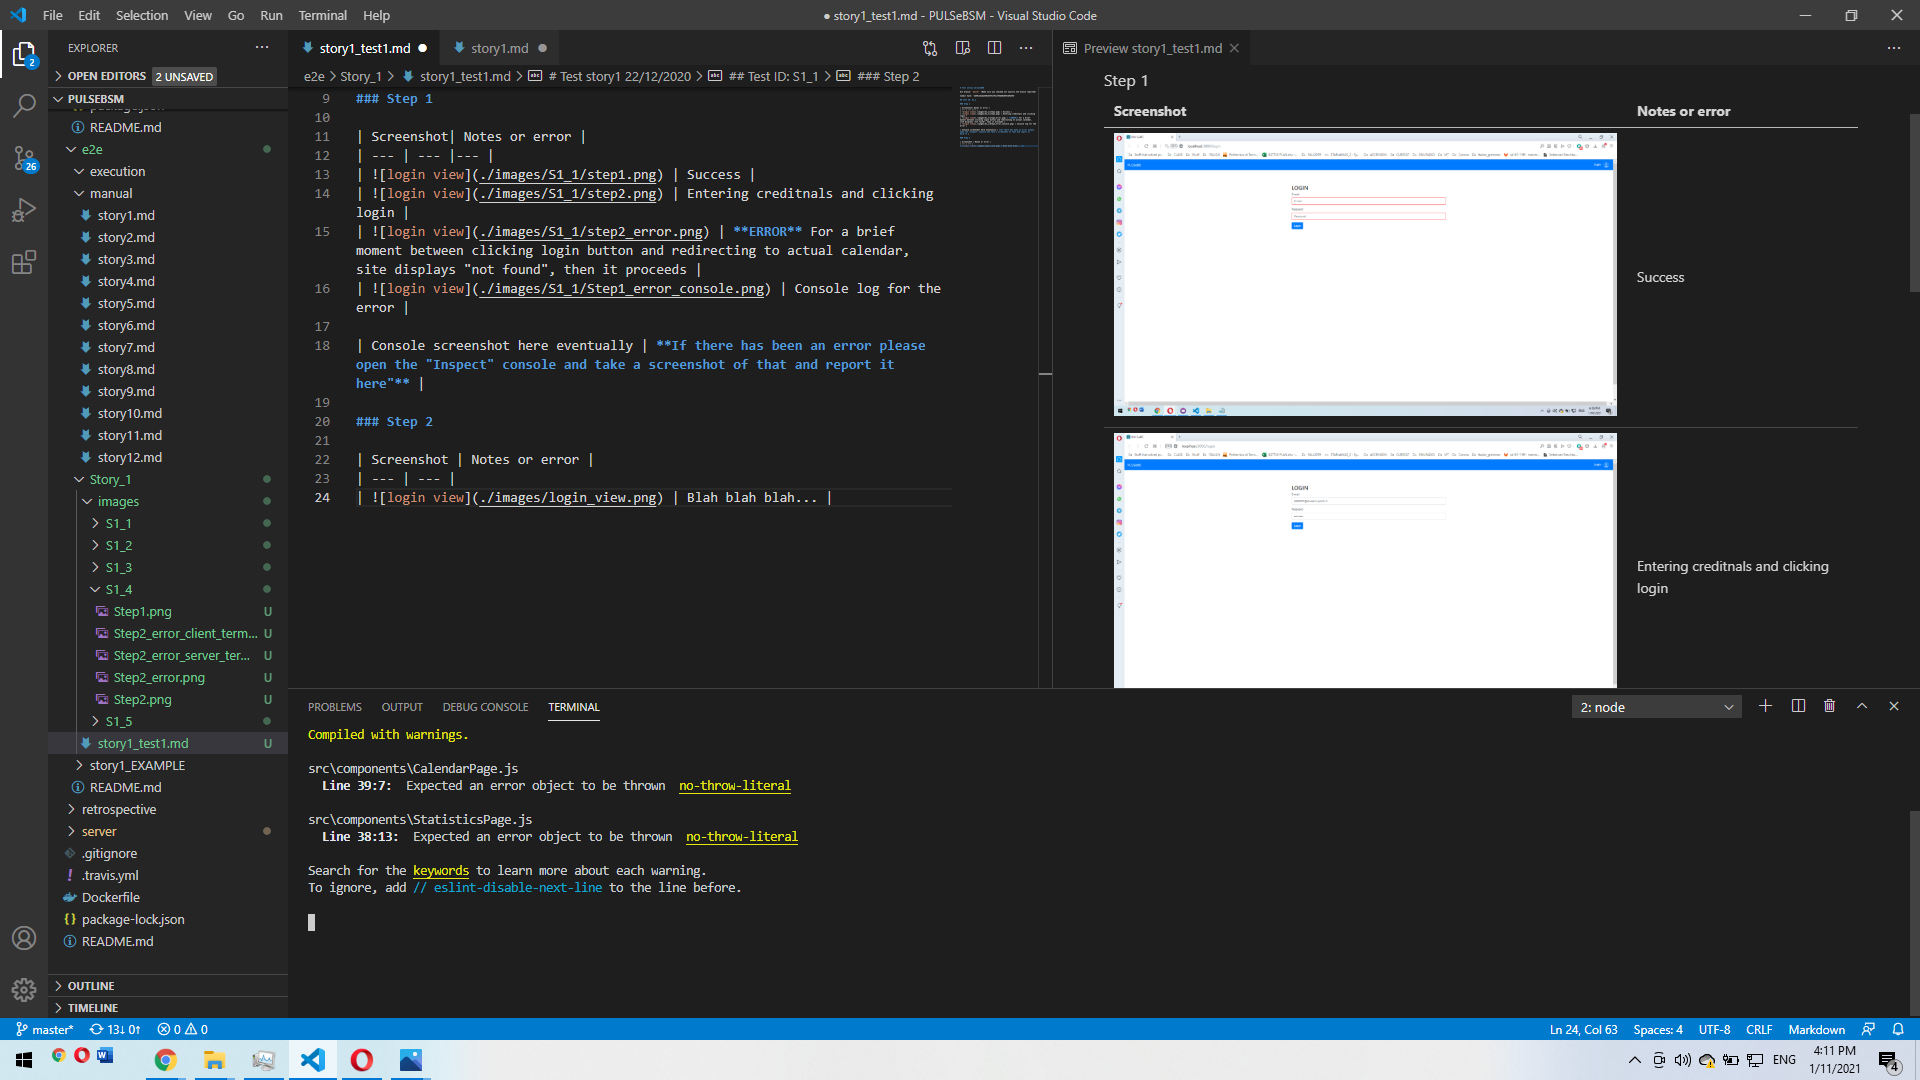 File Edit Selection View Go Run Terminal Help
● story1_test1.md - PULSeBSM - Visual Studio Code
EXPLORER
OPEN EDITORS 2 UNSAVED
PULSEBSM
README.md
e2e
execution
manual
story1.md
story2.md
story3.md
story4.md
story5.md
story6.md
story7.md
story8.md
story9.md
story10.md
story11.md
story12.md
Story_1
images
S1_1
S1_2
S1_3
S1_4
Step1.png U
Step2_error_client_term... U
Step2_error_server_ter... U
Step2_error.png U
Step2.png U
S1_5
story1_test1.md U
story1_EXAMPLE
README.md
retrospective
server
.gitignore
.travis.yml
Dockerfile
package-lock.json
README.md
OUTLINE
TIMELINE
2
26
story1_test1.md ● story1.md ●
e2e > Story_1 > story1_test1.md > # Test story1 22/12/2020 > ## Test ID: S1_1 > ### Step 2
9 ### Step 1
10
11 | Screenshot| Notes or error |
12 | --- | --- |--- |
13 | ![login view](./images/S1_1/step1.png) | Success |
14 | ![login view](./images/S1_1/step2.png) | Entering creditnals and clicking
login |
15 | ![login view](./images/S1_1/step2_error.png) | **ERROR** For a brief
moment between clicking login button and redirecting to actual calendar,
site displays "not found", then it proceeds |
16 | ![login view](./images/S1_1/Step1_error_console.png) | Console log for the
error |
17
18 | Console screenshot here eventually | **If there has been an error please
open the "Inspect" console and take a screenshot of that and report it
here"** |
19
20 ### Step 2
21
22 | Screenshot | Notes or error |
23 | --- | --- |
24 | ![login view](./images/login_view.png) | Blah blah blah... |
Preview story1_test1.md
Step 1
Screenshot Notes or error
LOGIN
Success
LOGIN
Entering creditnals and clicking
login
PROBLEMS OUTPUT DEBUG CONSOLE TERMINAL
2: node
Compiled with warnings.
src\components\CalendarPage.js
Line 39:7: Expected an error object to be thrown no-throw-literal
src\components\StatisticsPage.js
Line 38:13: Expected an error object to be thrown no-throw-literal
Search for the keywords to learn more about each warning.
To ignore, add // eslint-disable-next-line to the line before.
master* 13↓ 0↑ 0 0
Ln 24, Col 63 Spaces: 4 UTF-8 CRLF Markdown
ENG
4:11 PM
1/11/2021
4